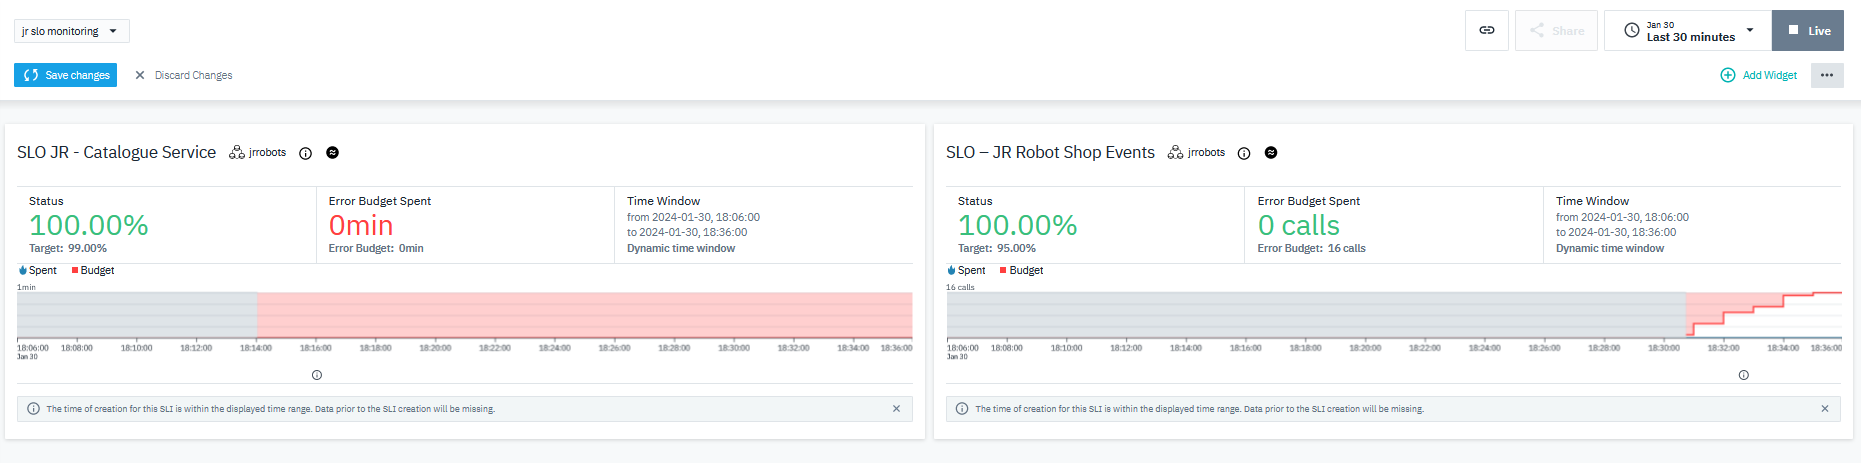 jr slo monitoring
Share
Jan 30
Last 30 minutes
Live
Save changes
Discard Changes
Add Widget
SLO JR - Catalogue Service
jrrobots
Status
100.00%
Target: 99.00%
Error Budget Spent
0min
Error Budget: 0min
Time Window
from 2024-01-30, 18:06:00
to 2024-01-30, 18:36:00
Dynamic time window
Spent
Budget
1min
18:06:00 18:08:00 18:10:00 18:12:00 18:14:00 18:16:00 18:18:00 18:20:00 18:22:00 18:24:00 18:26:00 18:28:00 18:30:00 18:32:00 18:34:00 18:36:00
Jan 30
The time of creation for this SLI is within the displayed time range. Data prior to the SLI creation will be missing.
SLO – JR Robot Shop Events
jrrobots
Status
100.00%
Target: 95.00%
Error Budget Spent
0 calls
Error Budget: 16 calls
Time Window
from 2024-01-30, 18:06:00
to 2024-01-30, 18:36:00
Dynamic time window
Spent
Budget
16 calls
18:06:00 18:08:00 18:10:00 18:12:00 18:14:00 18:16:00 18:18:00 18:20:00 18:22:00 18:24:00 18:26:00 18:28:00 18:30:00 18:32:00 18:34:00 18:36:00
Jan 30
The time of creation for this SLI is within the displayed time range. Data prior to the SLI creation will be missing.